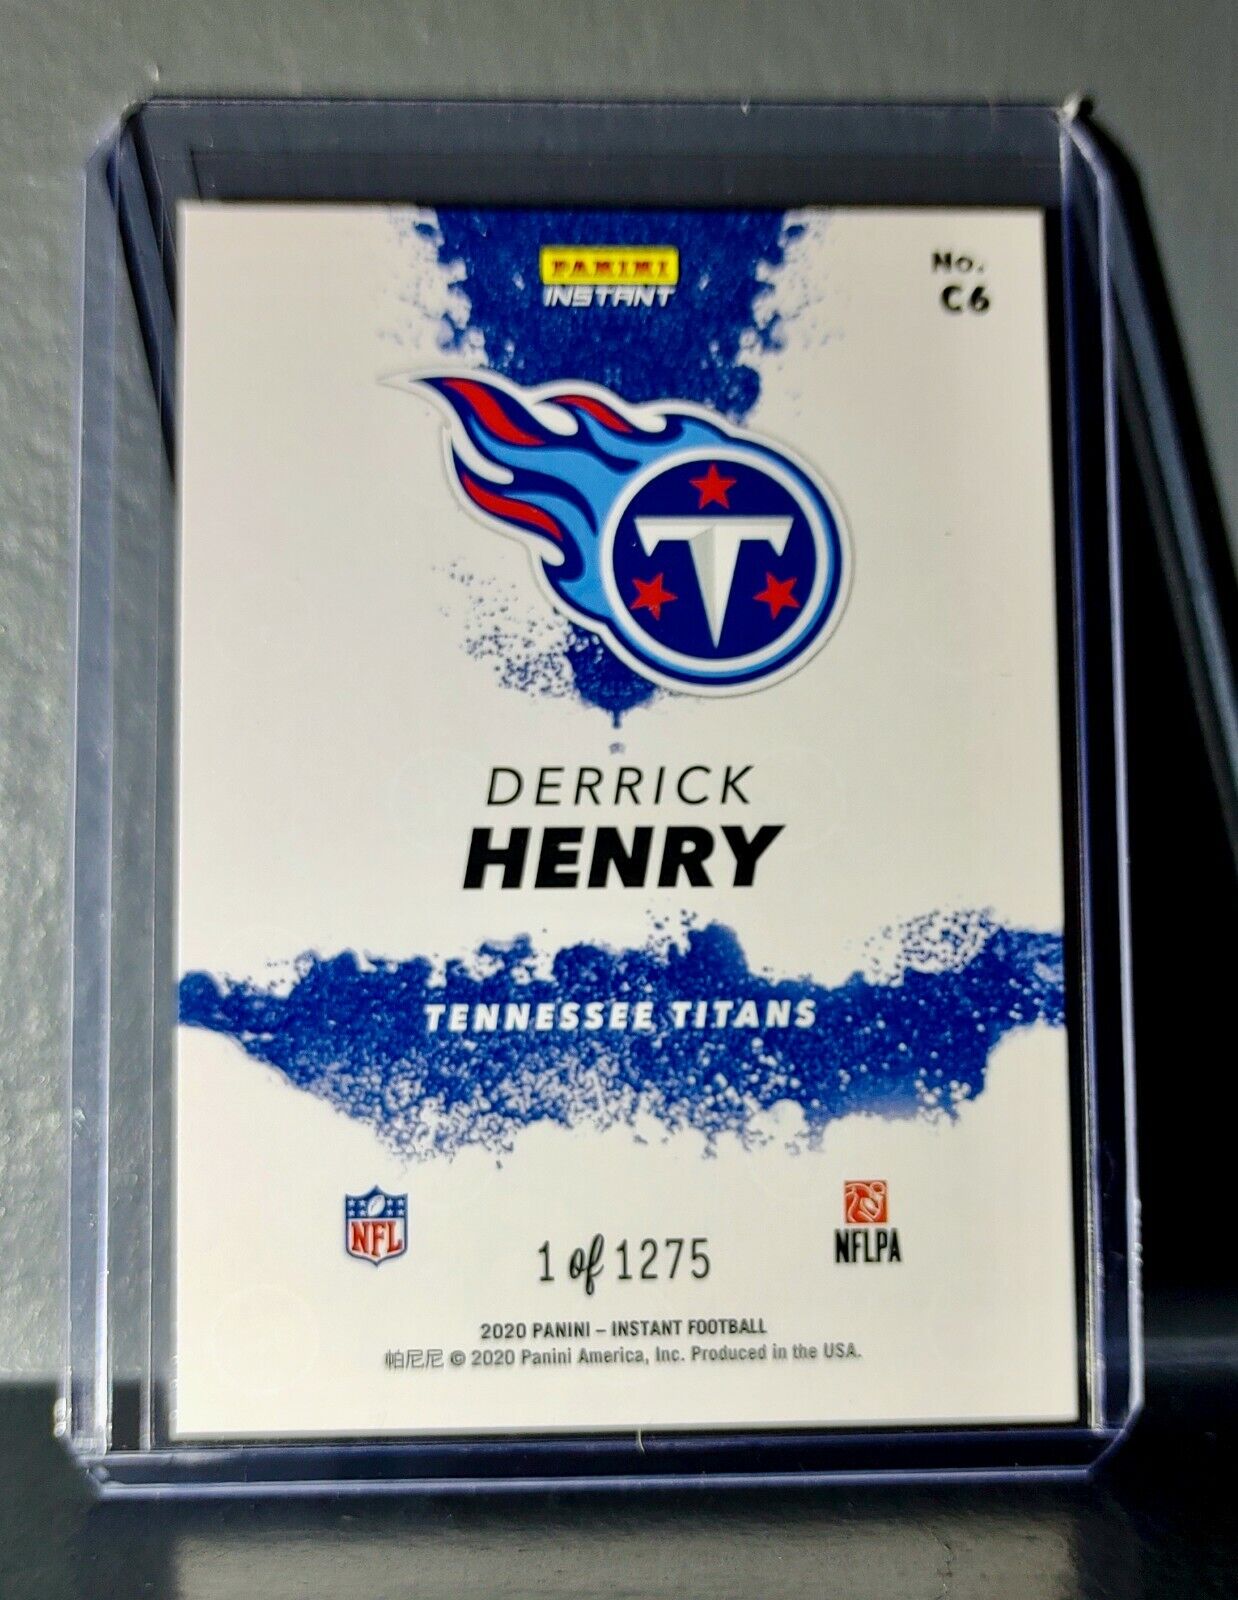 PANINI
INSTANT
No.
C6
T
DERRICK
HENRY
TENNESSEE TITANS
NFL
NFLPA
1 of 1275
2020 PANINI – INSTANT FOOTBALL
帕尼尼 © 2020 Panini America, Inc. Produced in the USA.